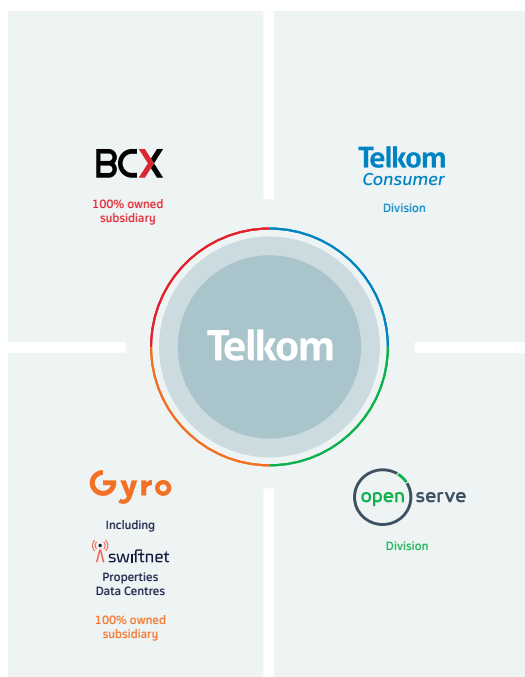 BCX
100% owned
subsidiary
Telkom
Consumer
Division
Telkom
Gyro
Including
swiftnet
Properties
Data Centres
100% owned
subsidiary
open serve
Division